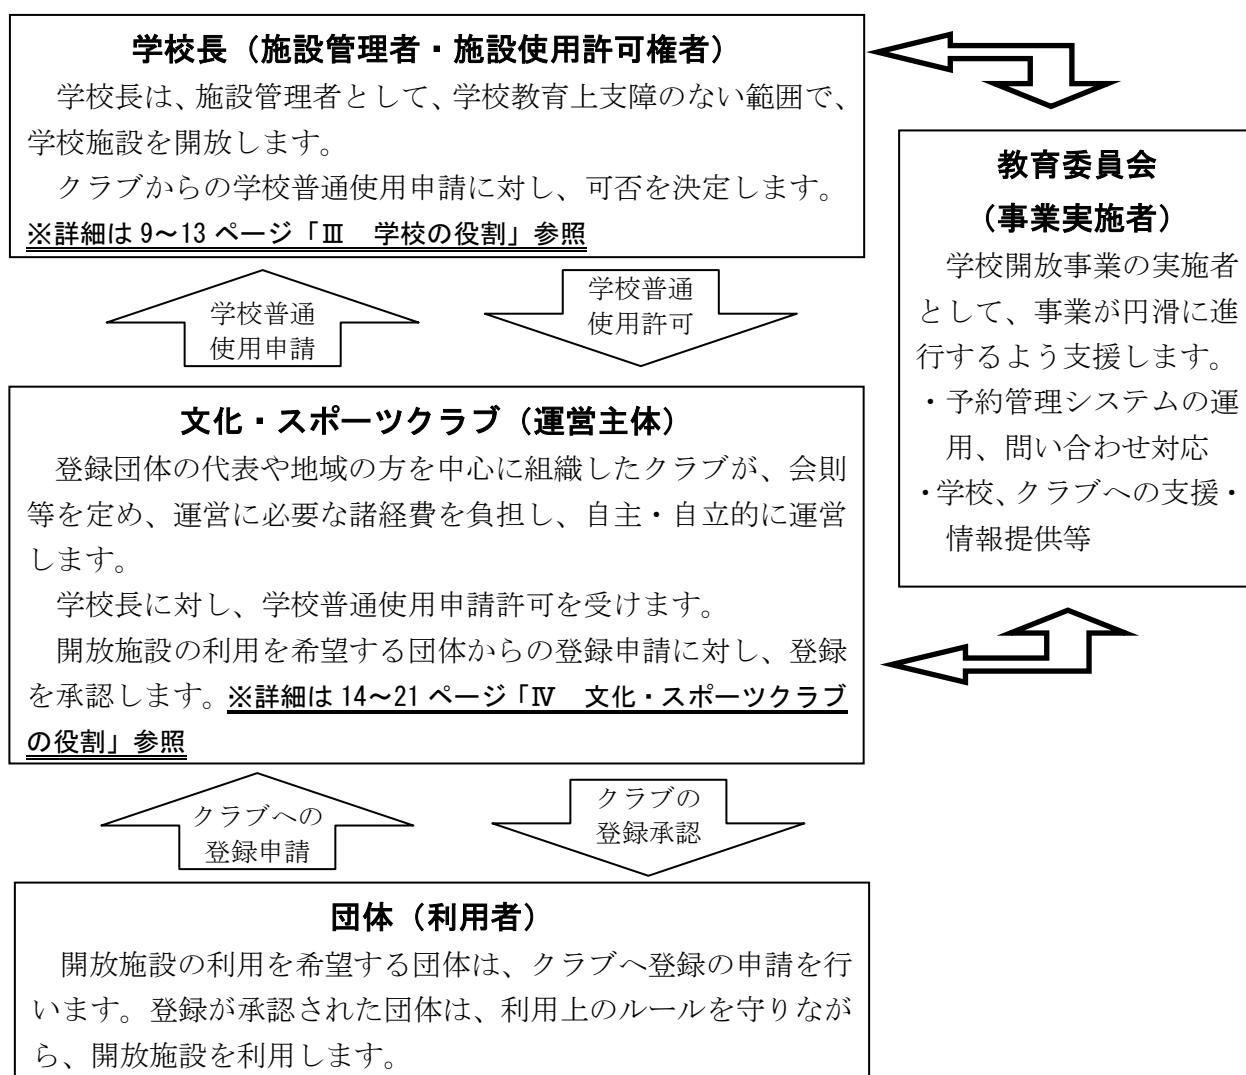 学校長（施設管理者・施設使用許可権者）
学校長は、施設管理者として、学校教育上支障のない範囲で、
学校施設を開放します。
クラブからの学校普通使用申請に対し、可否を決定します。
※詳細は 9～13 ページ「Ⅲ　学校の役割」参照
学校普通
使用申請
学校普通
使用許可
教育委員会
（事業実施者）
学校開放事業の実施者
として、事業が円滑に進
行するよう支援します。
・予約管理システムの運
用、問い合わせ対応
・学校、クラブへの支援・
情報提供等
文化・スポーツクラブ（運営主体）
登録団体の代表や地域の方を中心に組織したクラブが、会則
等を定め、運営に必要な諸経費を負担し、自主・自立的に運営
します。
学校長に対し、学校普通使用申請許可を受けます。
開放施設の利用を希望する団体からの登録申請に対し、登録
を承認します。※詳細は 14～21 ページ「Ⅳ　文化・スポーツクラブ
の役割」参照
クラブへの
登録申請
クラブの
登録承認
団体（利用者）
開放施設の利用を希望する団体は、クラブへ登録の申請を行
います。登録が承認された団体は、利用上のルールを守りなが
ら、開放施設を利用します。